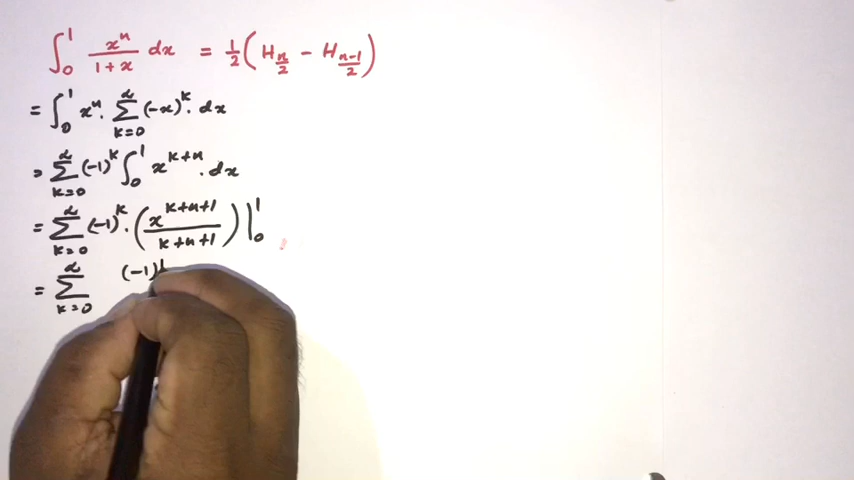 ∫₀¹ xⁿ/(1+x) dx = 1/2 (H_{n/2} − H_{(n−1)/2})
= ∫₀¹ xⁿ · ∑_{k=0}^{∝} (−x)^k · dx
= ∑_{k=0}^{∝} (−1)^k ∫₀¹ x^{k+n} · dx
= ∑_{k=0}^{∝} (−1)^k · (x^{k+n+1}/(k+n+1)) |₀¹
= ∑_{k=0}^{∝} (−1)